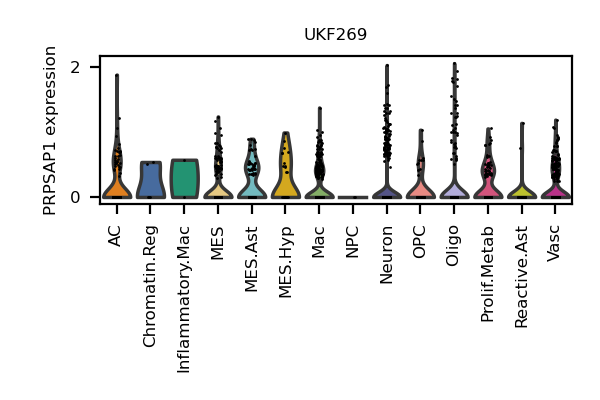 UKF269
PRPSAP1 expression
2
0
AC
Chromatin.Reg
Inflammatory.Mac
MES
MES.Ast
MES.Hyp
Mac
NPC
Neuron
OPC
Oligo
Prolif.Metab
Reactive.Ast
Vasc